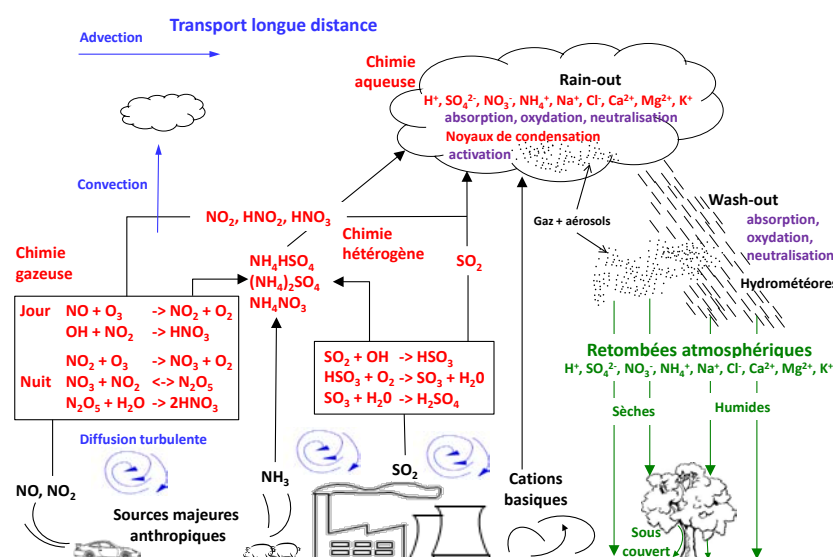 Transport longue distance
Advection
Convection
Chimie
aqueuse
Rain-out
H⁺, SO₄²⁻, NO₃⁻, NH₄⁺, Na⁺, Cl⁻, Ca²⁺, Mg²⁺, K⁺
absorption, oxydation, neutralisation
Noyaux de condensation
activation
Wash-out
absorption,
oxydation,
neutralisation
Gaz + aérosols
Hydrométéores
NO₂, HNO₂, HNO₃
Chimie
hétérogène
SO₂
Chimie
gazeuse
NH₄HSO₄
(NH₄)₂SO₄
NH₄NO₃
Jour NO + O₃ -> NO₂ + O₂
OH + NO₂ -> HNO₃
NO₂ + O₃ -> NO₃ + O₂
Nuit NO₃ + NO₂ <-> N₂O₅
N₂O₅ + H₂O -> 2HNO₃
SO₂ + OH -> HSO₃
HSO₃ + O₂ -> SO₃ + H₂0
SO₃ + H₂0 -> H₂SO₄
Retombées atmosphériques
H⁺, SO₄²⁻, NO₃⁻, NH₄⁺, Na⁺, Cl⁻, Ca²⁺, Mg²⁺, K⁺
Sèches
Humides
Diffusion turbulente
NO, NO₂
Sources majeures
anthropiques
NH₃
SO₂
Cations
basiques
Sous
couvert